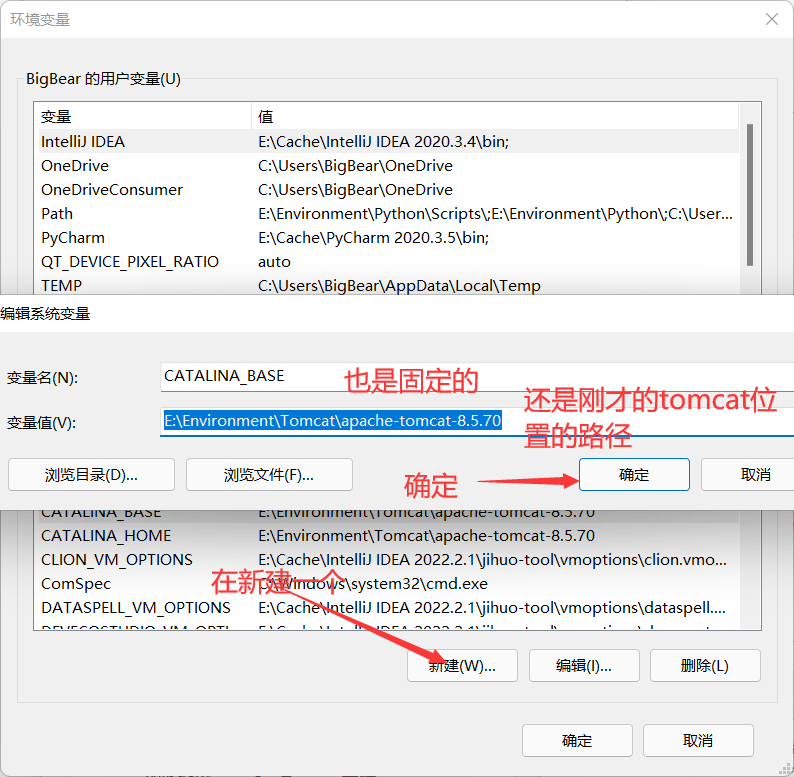 环境变量
BigBear 的用户变量(U)
变量 值
IntelliJ IDEA E:\Cache\IntelliJ IDEA 2020.3.4\bin;
OneDrive C:\Users\BigBear\OneDrive
OneDriveConsumer C:\Users\BigBear\OneDrive
Path E:\Environment\Python\Scripts\;E:\Environment\Python\;C:\User...
PyCharm E:\Cache\PyCharm 2020.3.5\bin;
QT_DEVICE_PIXEL_RATIO auto
TEMP C:\Users\BigBear\AppData\Local\Temp
编辑系统变量
变量名(N): CATALINA_BASE
也是固定的
变量值(V): E:\Environment\Tomcat\apache-tomcat-8.5.70
还是刚才的tomcat位
置的路径
浏览目录(D)... 浏览文件(F)... 确定 取消
确定
CATALINA_BASE E:\Environment\Tomcat\apache-tomcat-8.5.70
CATALINA_HOME E:\Environment\Tomcat\apache-tomcat-8.5.70
CLION_VM_OPTIONS E:\Cache\IntelliJ IDEA 2022.2.1\jihuo-tool\vmoptions\clion.vmo...
ComSpec C:\Windows\system32\cmd.exe
在新建一个
DATASPELL_VM_OPTIONS E:\Cache\IntelliJ IDEA 2022.2.1\jihuo-tool\vmoptions\dataspell....
新建(W)... 编辑(I)... 删除(L)
确定 取消